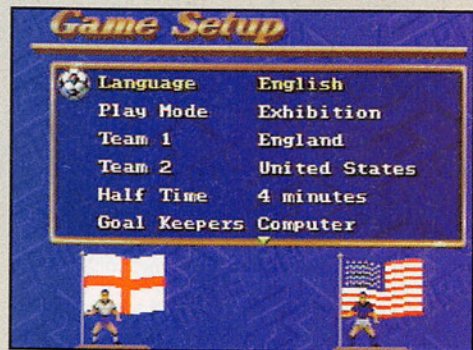 Game Setup
Language English
Play Mode Exhibition
Team 1 England
Team 2 United States
Half Time 4 minutes
Goal Keepers Computer